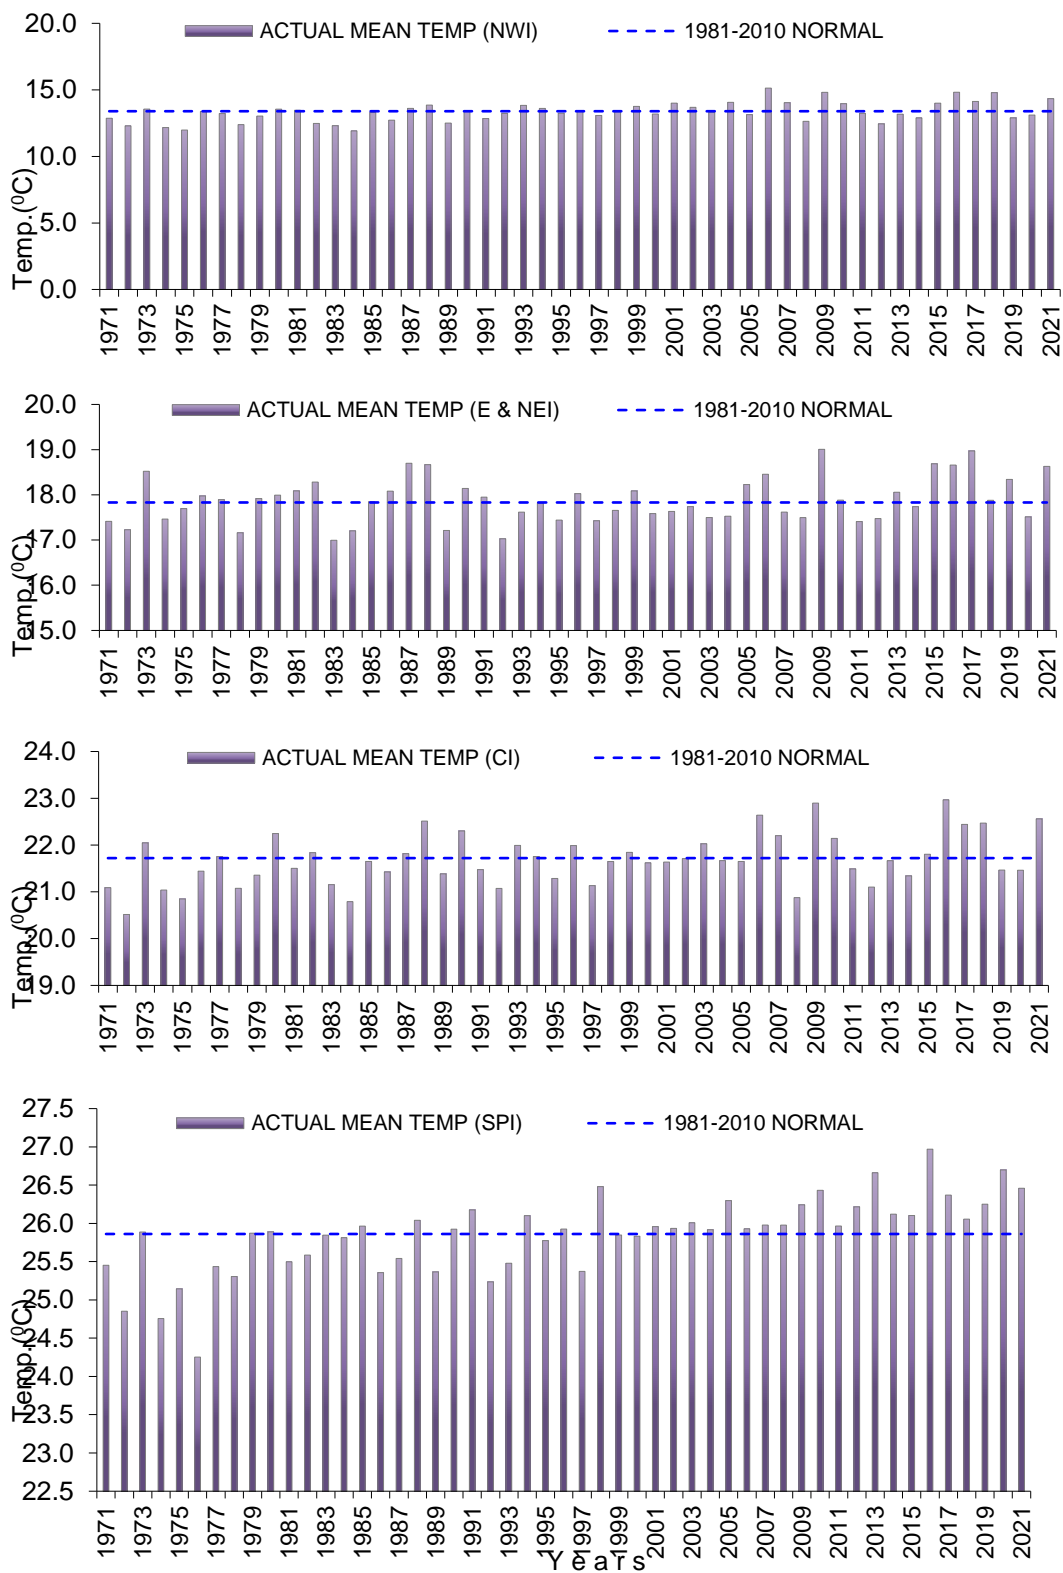 20.0
ACTUAL MEAN TEMP (NWI) 1981-2010 NORMAL
15.0
10.0
5.0
0.0
Temp.(⁰C)
1971 1973 1975 1977 1979 1981 1983 1985 1987 1989 1991 1993 1995 1997 1999 2001 2003 2005 2007 2009 2011 2013 2015 2017 2019 2021
20.0
ACTUAL MEAN TEMP (E & NEI) 1981-2010 NORMAL
19.0
18.0
17.0
16.0
15.0
Temp.(⁰C)
1971 1973 1975 1977 1979 1981 1983 1985 1987 1989 1991 1993 1995 1997 1999 2001 2003 2005 2007 2009 2011 2013 2015 2017 2019 2021
24.0
ACTUAL MEAN TEMP (CI) 1981-2010 NORMAL
23.0
22.0
21.0
20.0
19.0
Temp.(⁰C)
1971 1973 1975 1977 1979 1981 1983 1985 1987 1989 1991 1993 1995 1997 1999 2001 2003 2005 2007 2009 2011 2013 2015 2017 2019 2021
27.5
ACTUAL MEAN TEMP (SPI) 1981-2010 NORMAL
27.0
26.5
26.0
25.5
25.0
24.5
24.0
23.5
23.0
22.5
Temp.(⁰C)
1971 1973 1975 1977 1979 1981 1983 1985 1987 1989 1991 1993 1995 1997 1999 2001 2003 2005 2007 2009 2011 2013 2015 2017 2019 2021
Y e a r s